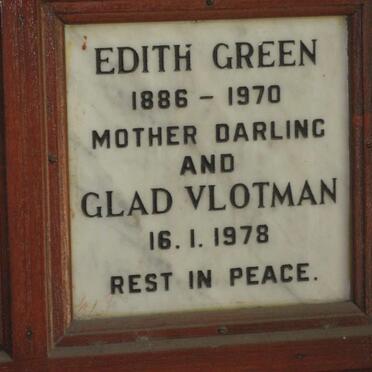 EDITH GREEN
1886 - 1970
MOTHER DARLING
AND
GLAD VLOTMAN
16. 1. 1978
REST IN PEACE.